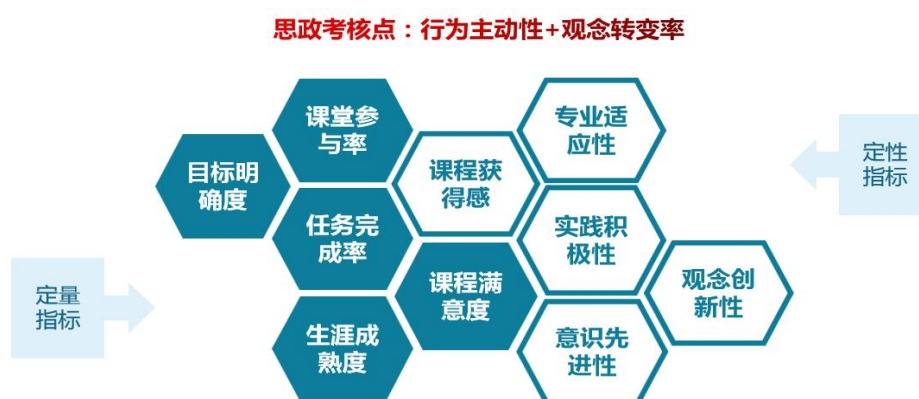 思政考核点：行为主动性+观念转变率
课堂参
与率
专业适
应性
定性
指标
目标明
确度
课程获
得感
任务完
成率
实践积
极性
定量
指标
课程满
意度
观念创
新性
生涯成
熟度
意识先
进性